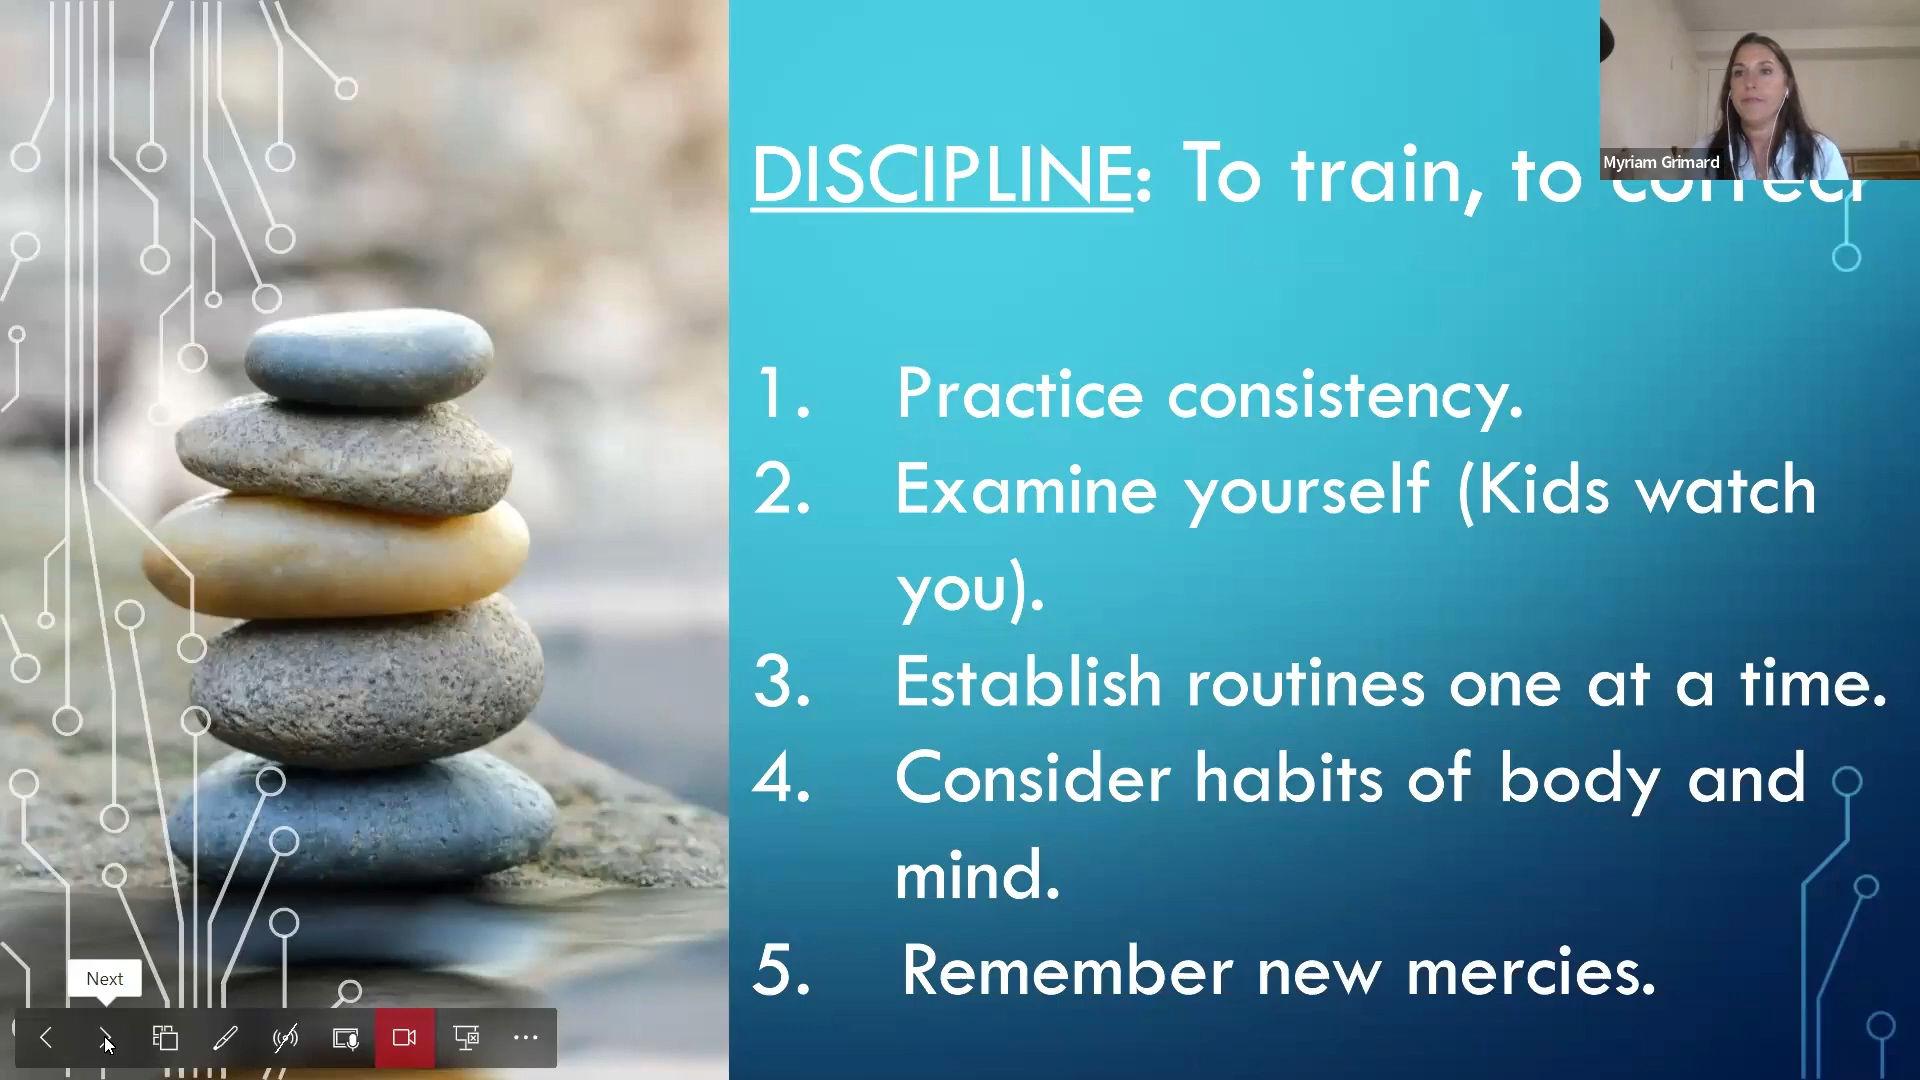 DISCIPLINE: To train, to correct
Myriam Grimard
1. Practice consistency.
2. Examine yourself (Kids watch
you).
3. Establish routines one at a time.
4. Consider habits of body and
mind.
5. Remember new mercies.
Next